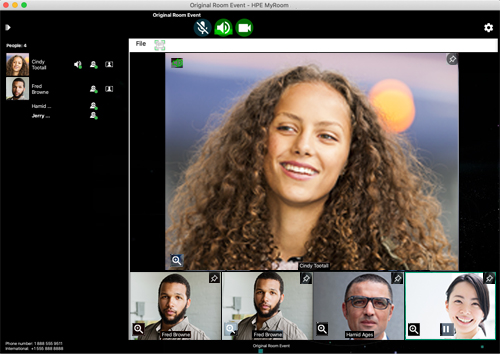 Original Room Event - HPE MyRoom
Original Room Event
File
People: 4
Cindy
Tootall
Fred
Browne
Hamid ...
Jerry ...
Cindy Tootall
Fred Browne
Fred Browne
Hamid Ages
Phone number: 1 888 555 9511
International: +1 555 888 8888
Original Room Event